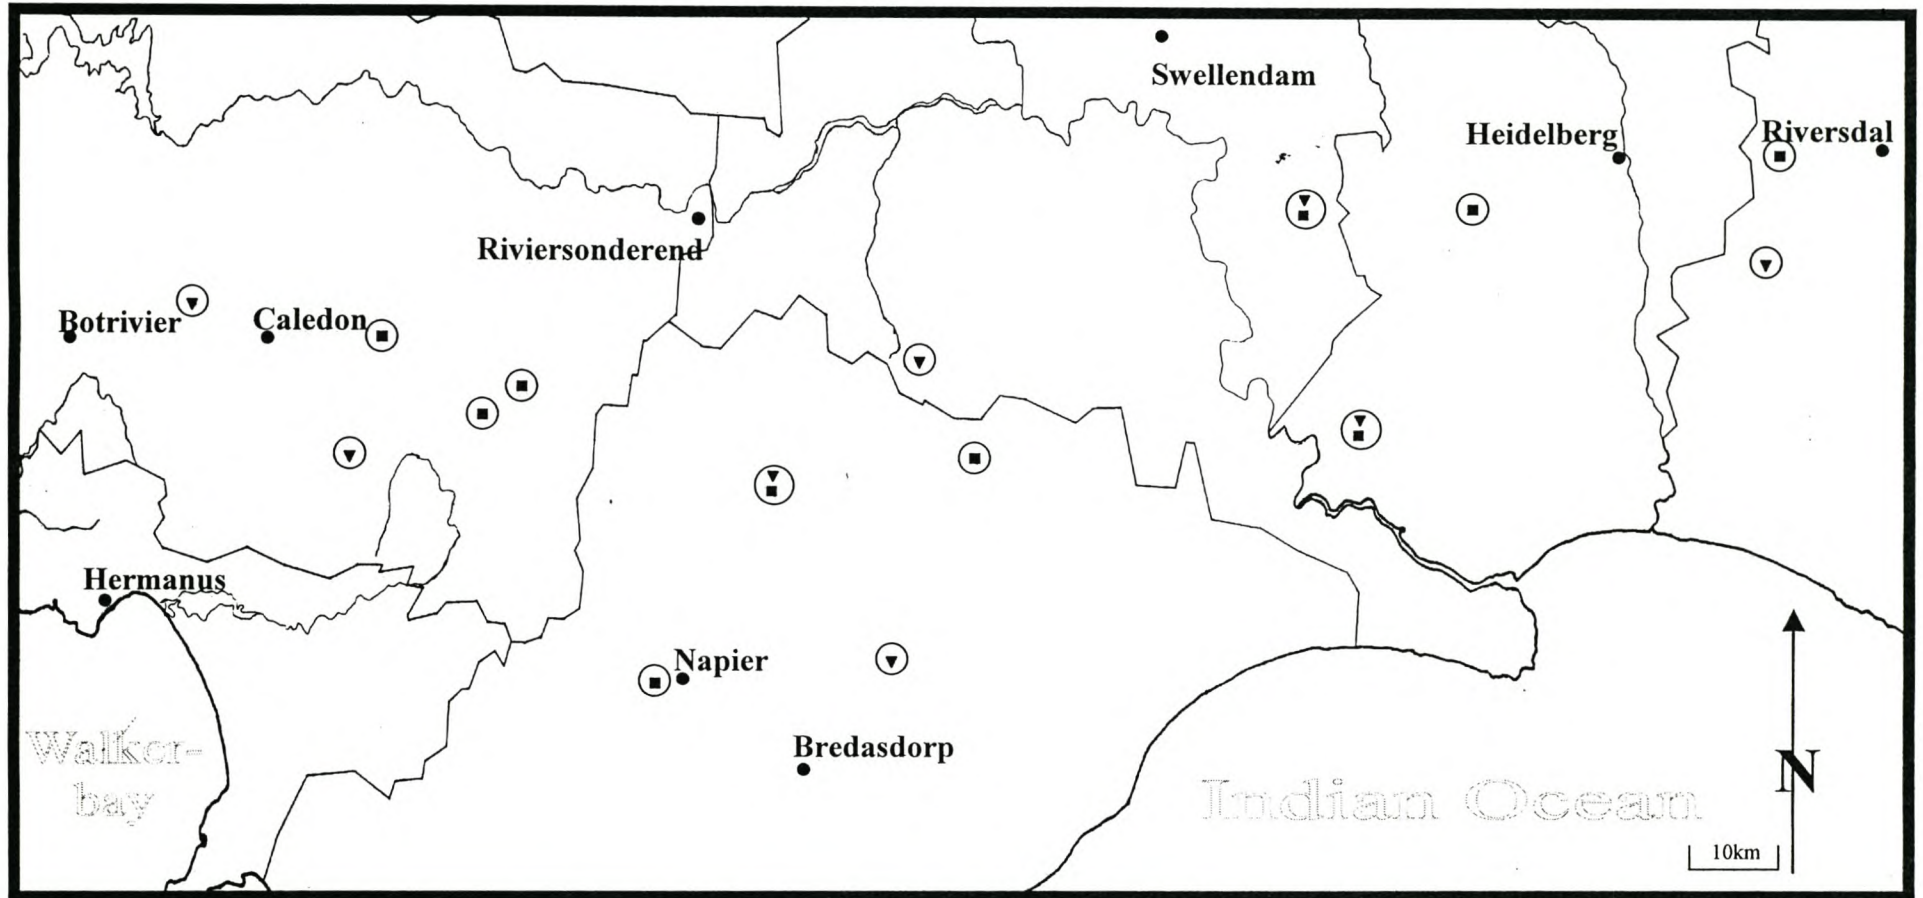 Swellendam
Heidelberg
Riversdal
Riviersonderend
Botrivier
Caledon
Hermanus
Napier
Walker-
bay
Bredasdorp
Indian Ocean
N
10km